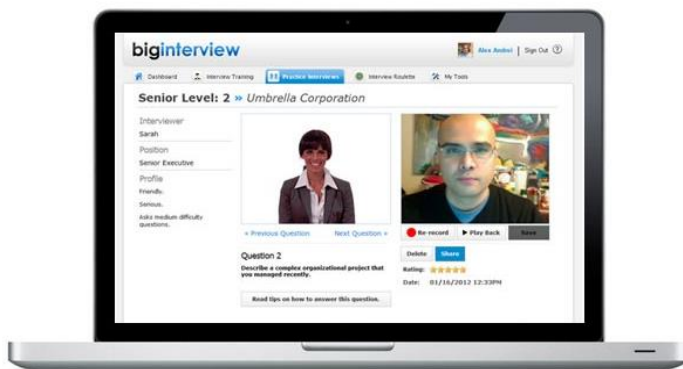 biginterview
Alex Andrei | Sign Out ?
Dashboard Interview Training Practice Interviews Interview Roulette My Tools
Senior Level: 2 » Umbrella Corporation
Interviewer
Sarah
Position
Senior Executive
Profile
Friendly.
Serious.
Asks medium difficulty
questions.
« Previous Question Next Question »
Question 2
Describe a complex organizational project that
you managed recently.
Read tips on how to answer this question.
Re-record Play Back Save
Delete Share
Rating:
Date: 01/16/2012 12:33PM